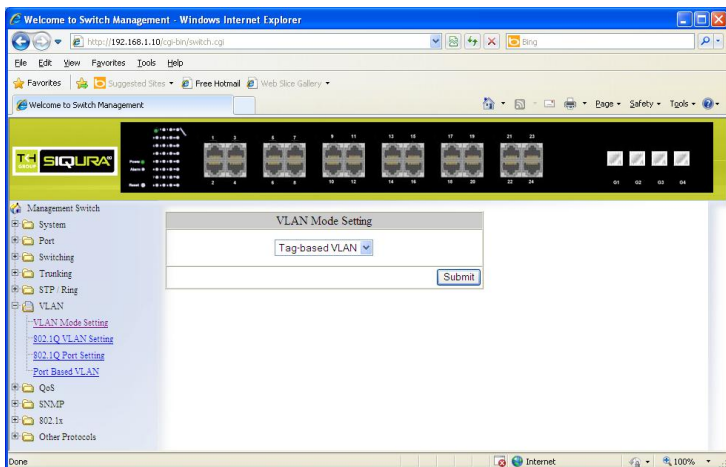 Welcome to Switch Management - Windows Internet Explorer
http://192.168.1.10/cgi-bin/switch.cgi
Bing
File Edit View Favorites Tools Help
Favorites Suggested Sites Free Hotmail Web Slice Gallery
Welcome to Switch Management
Page Safety Tools
TKH GROUP SIQURA®
Power
Alarm
Reset
1 3 5 7 9 11 13 15 17 19 21 23
2 4 6 8 10 12 14 16 18 20 22 24
G1 G2 G3 G4
Management Switch
System
Port
Switching
Trunking
STP / Ring
VLAN
VLAN Mode Setting
802.1Q VLAN Setting
802.1Q Port Setting
Port Based VLAN
QoS
SNMP
802.1x
Other Protocols
VLAN Mode Setting
Tag-based VLAN
Submit
Done
Internet
100%